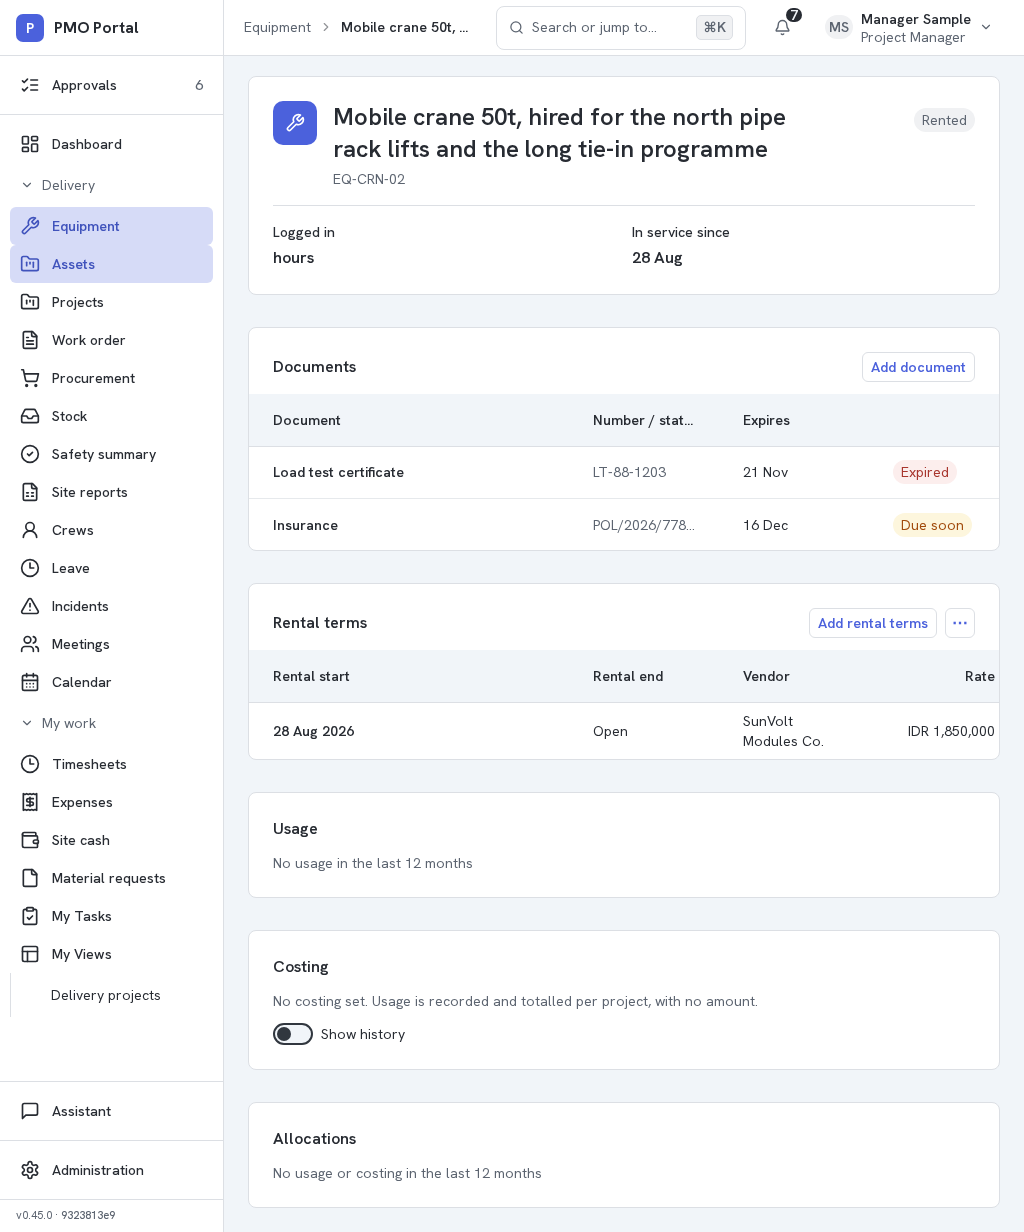 P
PMO Portal
Equipment
Mobile crane 50t, ...
Search or jump to...
⌘K
7
MS
Manager Sample
Project Manager
Approvals
6
Dashboard
Delivery
Equipment
Assets
Projects
Work order
Procurement
Stock
Safety summary
Site reports
Crews
Leave
Incidents
Meetings
Calendar
My work
Timesheets
Expenses
Site cash
Material requests
My Tasks
My Views
Delivery projects
Assistant
Administration
v0.45.0 · 9323813e9
Mobile crane 50t, hired for the north pipe
rack lifts and the long tie-in programme
EQ-CRN-02
Rented
Logged in
hours
In service since
28 Aug
Documents
Add document
Document
Number / stat...
Expires
Load test certificate
LT-88-1203
21 Nov
Expired
Insurance
POL/2026/778...
16 Dec
Due soon
Rental terms
Add rental terms
Rental start
Rental end
Vendor
Rate
28 Aug 2026
Open
SunVolt
Modules Co.
IDR 1,850,000
Usage
No usage in the last 12 months
Costing
No costing set. Usage is recorded and totalled per project, with no amount.
Show history
Allocations
No usage or costing in the last 12 months